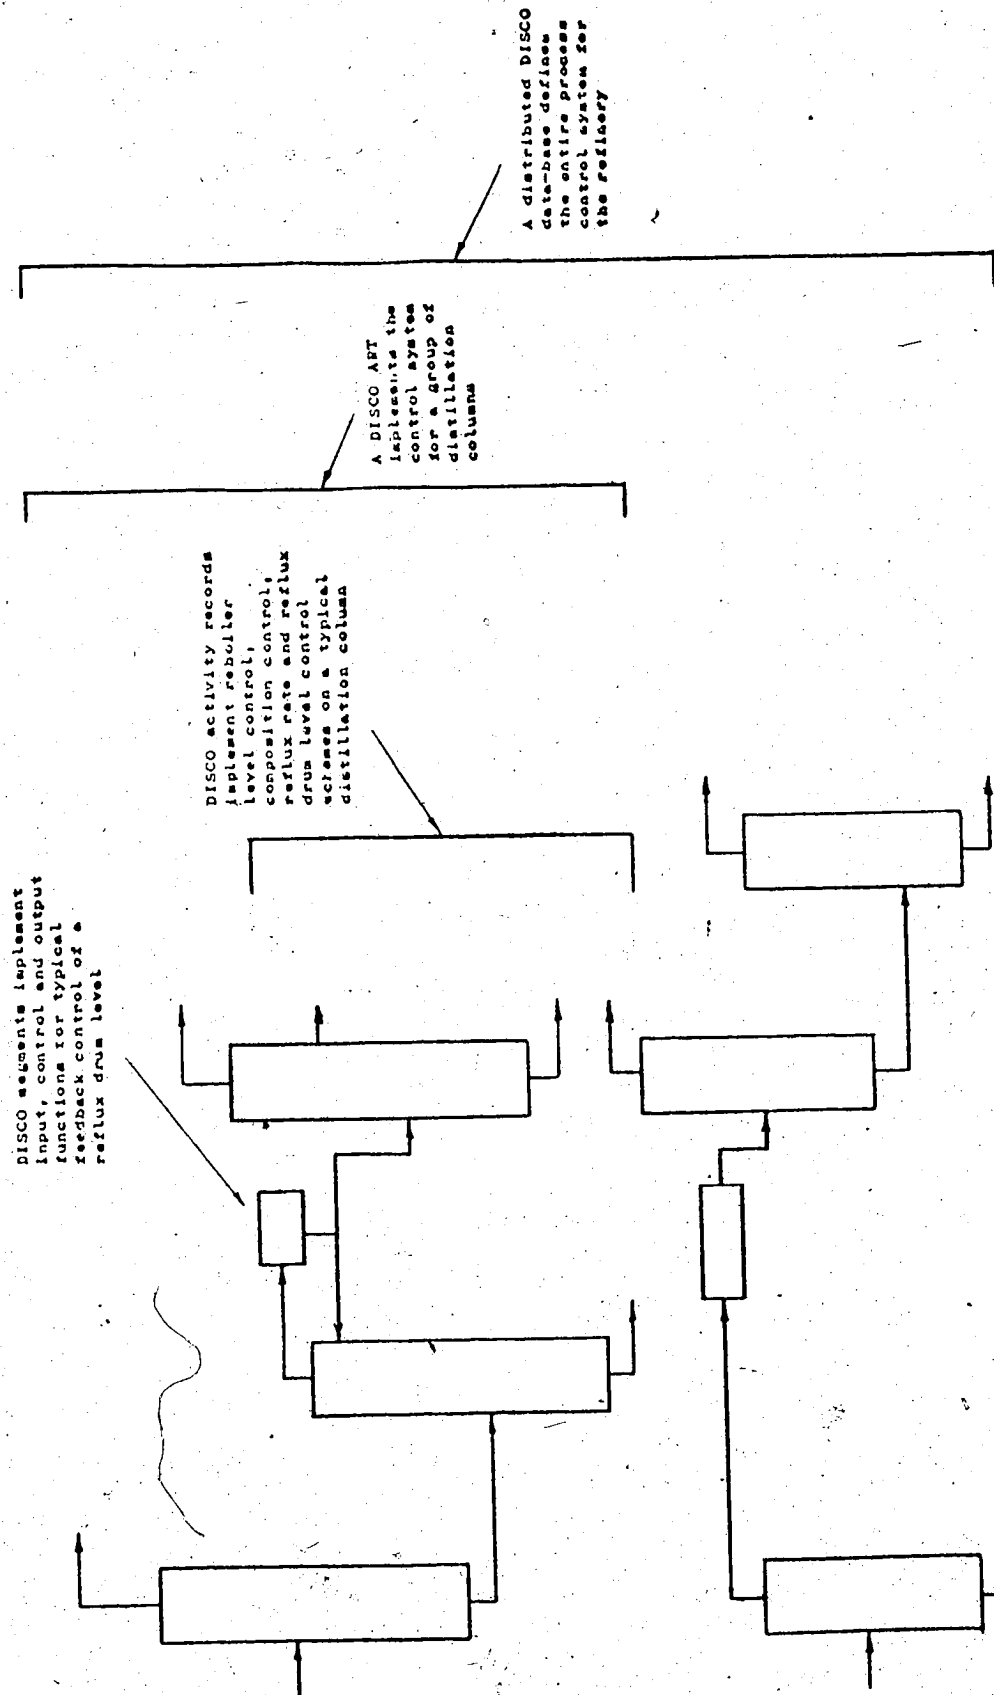 DISCO segments implement
input, control and output
functions for typical
feedback control of a
reflux drum level
DISCO activity records
implement reboiler
level control,
composition control,
reflux rate and reflux
drum level control
schemes on a typical
distillation column
A DISCO ART
implements the
control system
for a group of
distillation
columns
A distributed DISCO
data-base defines
the entire process
control system for
the refinery